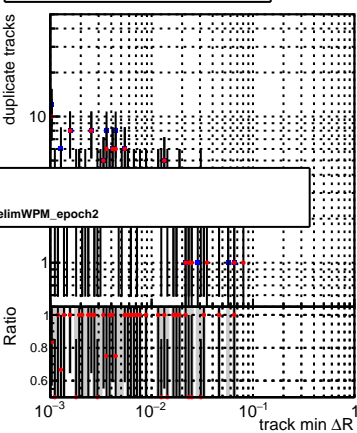 duplicate tracks
10
elimWPM_epoch2
1
Ratio
1
0.8
0.6
10⁻³ 10⁻² 10⁻¹ 1
track min ΔR